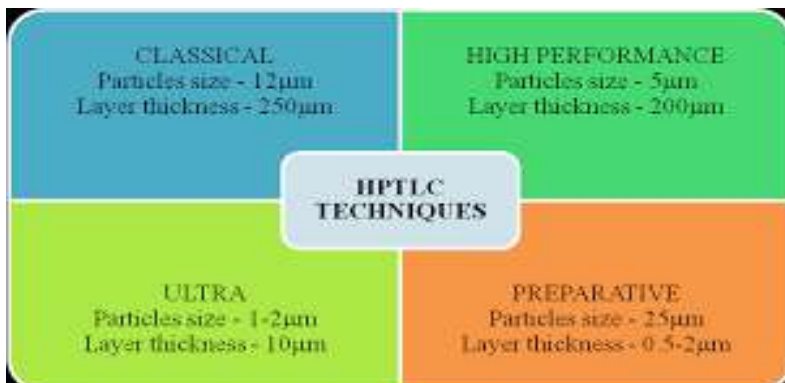 CLASSICAL
Particles size - 12µm
Layer thickness - 250µm
HIGH PERFORMANCE
Particles size - 5µm
Layer thickness - 200µm
HPTLC
TECHNIQUES
ULTRA
Particles size - 1-2µm
Layer thickness - 10µm
PREPARATIVE
Particles size - 25µm
Layer thickness - 0.5-2µm